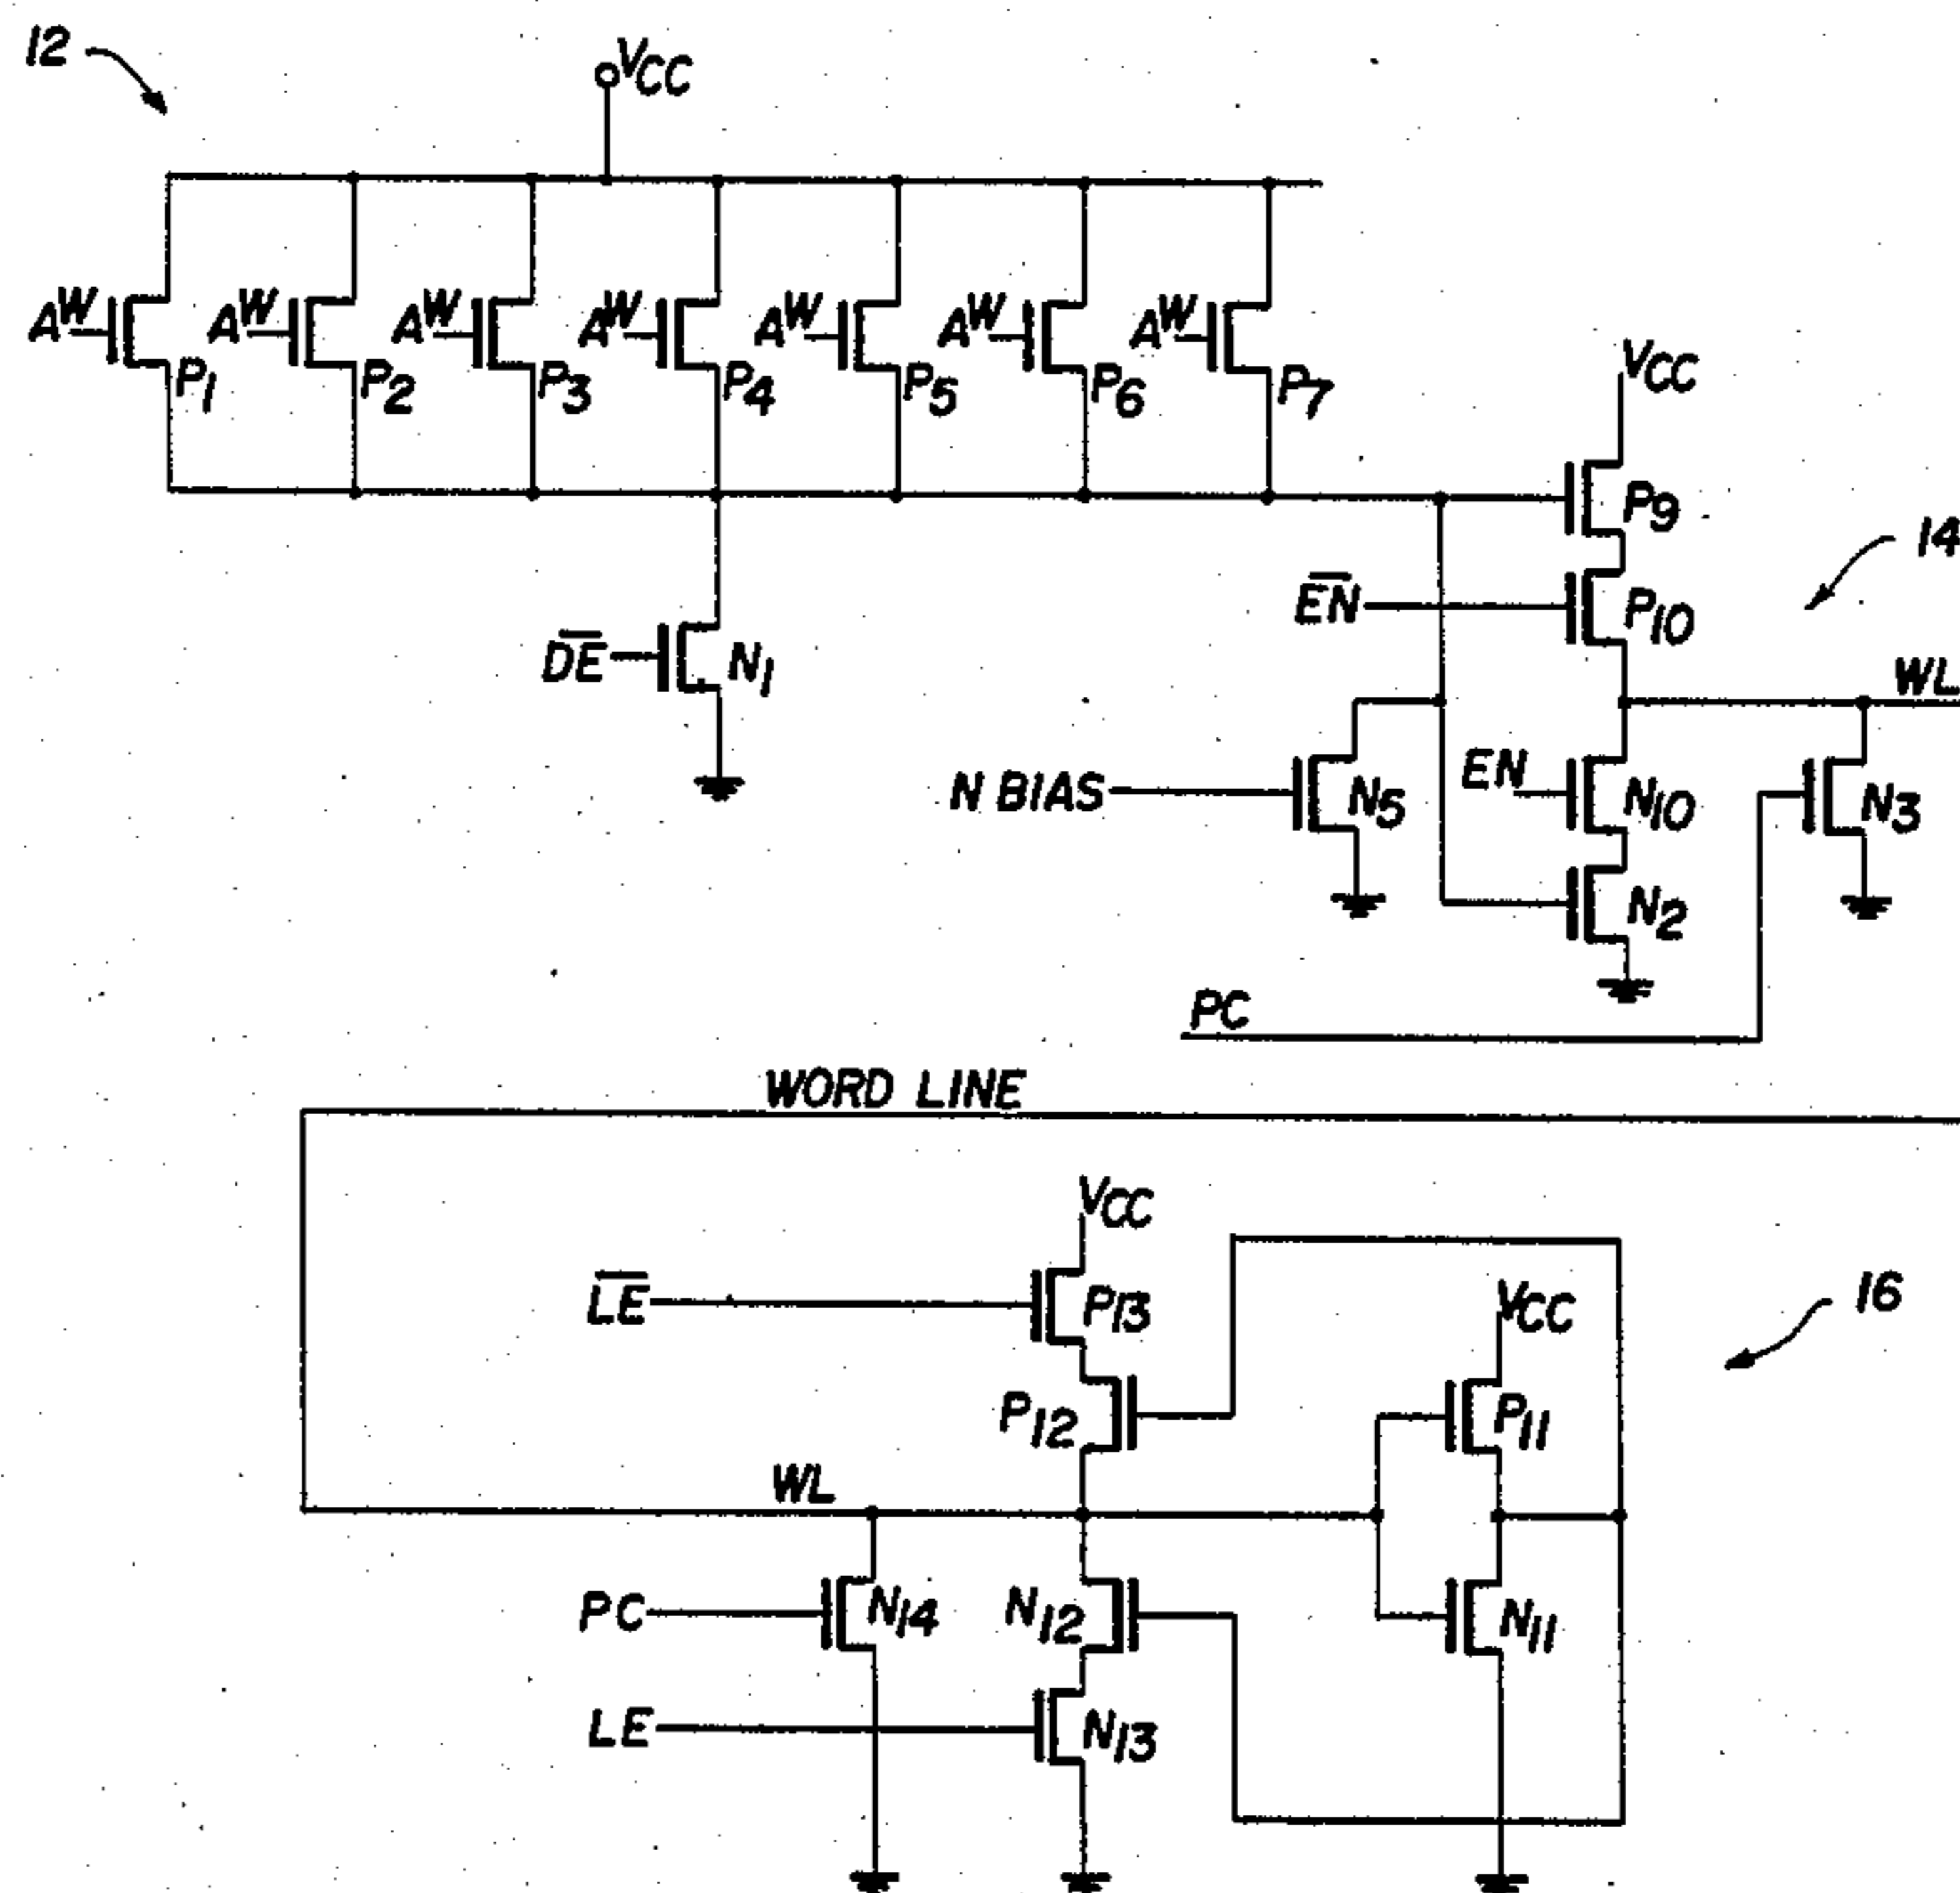 12
VCC
AW AW AW AW AW AW AW
P1 P2 P3 P4 P5 P6 P7
VCC
P9
14
EN
P10
DE
N1
WL
N BIAS
N5
EN
N10
N3
N2
PC
WORD LINE
VCC
LE
P13
VCC
16
P12
P11
WL
PC
N14
N12
N11
LE
N13